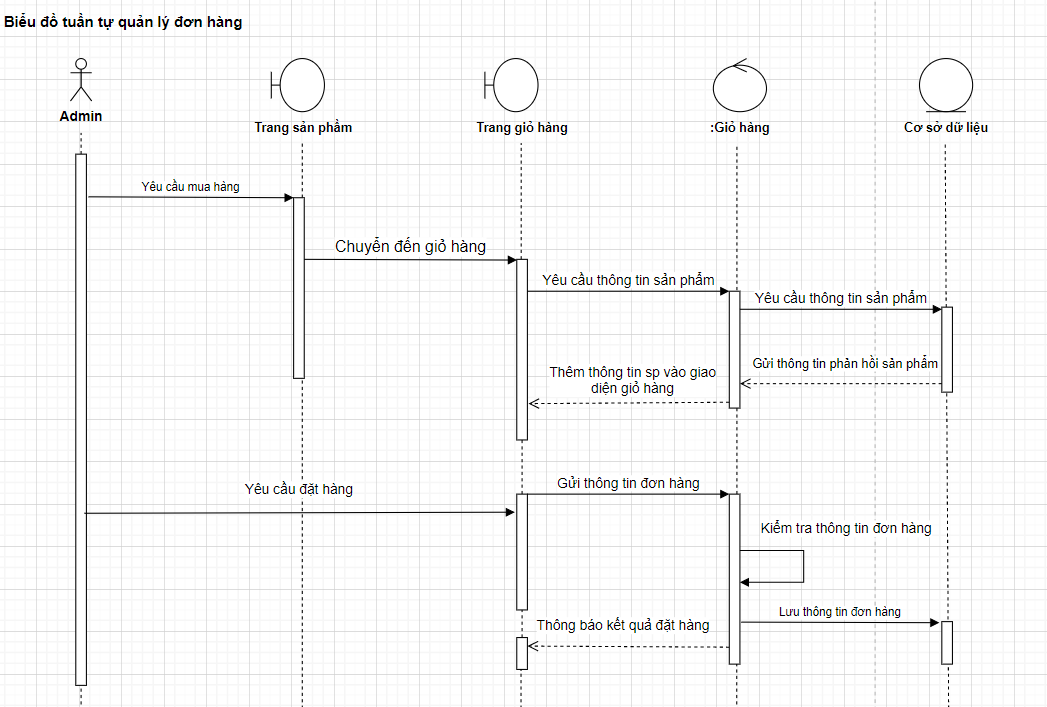 Biểu đồ tuần tự quản lý đơn hàng
Admin
Trang sản phẩm
Trang giỏ hàng
:Giỏ hàng
Cơ sở dữ liệu
Yêu cầu mua hàng
Chuyển đến giỏ hàng
Yêu cầu thông tin sản phẩm
Yêu cầu thông tin sản phẩm
Gửi thông tin phản hồi sản phẩm
Thêm thông tin sp vào giao
diện giỏ hàng
Yêu cầu đặt hàng
Gửi thông tin đơn hàng
Kiểm tra thông tin đơn hàng
Lưu thông tin đơn hàng
Thông báo kết quả đặt hàng